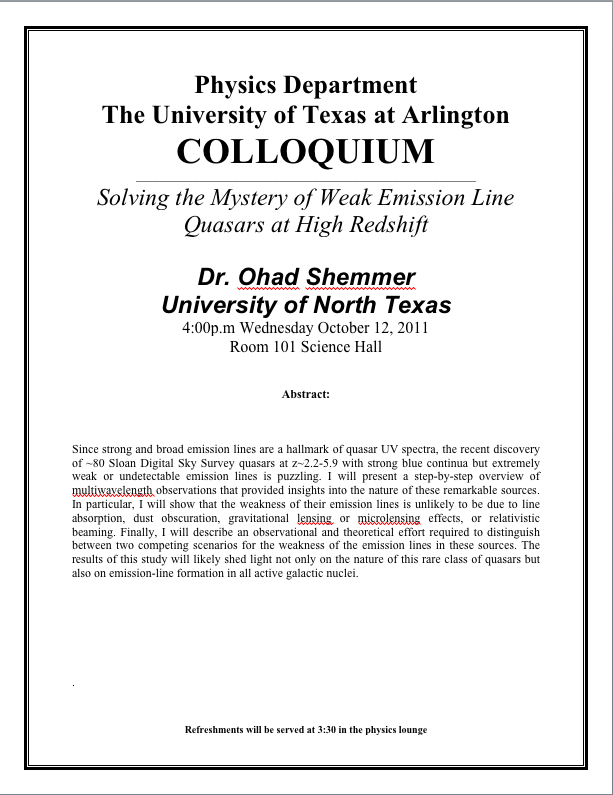 Physics Department
The University of Texas at Arlington
COLLOQUIUM
Solving the Mystery of Weak Emission Line
Quasars at High Redshift
Dr. Ohad Shemmer
University of North Texas
4:00p.m Wednesday October 12, 2011
Room 101 Science Hall
Abstract:
Since strong and broad emission lines are a hallmark of quasar UV spectra, the recent discovery
of ~80 Sloan Digital Sky Survey quasars at z~2.2-5.9 with strong blue continua but extremely
weak or undetectable emission lines is puzzling. I will present a step-by-step overview of
multiwavelength observations that provided insights into the nature of these remarkable sources.
In particular, I will show that the weakness of their emission lines is unlikely to be due to line
absorption, dust obscuration, gravitational lensing or microlensing effects, or relativistic
beaming. Finally, I will describe an observational and theoretical effort required to distinguish
between two competing scenarios for the weakness of the emission lines in these sources. The
results of this study will likely shed light not only on the nature of this rare class of quasars but
also on emission-line formation in all active galactic nuclei.
.
Refreshments will be served at 3:30 in the physics lounge